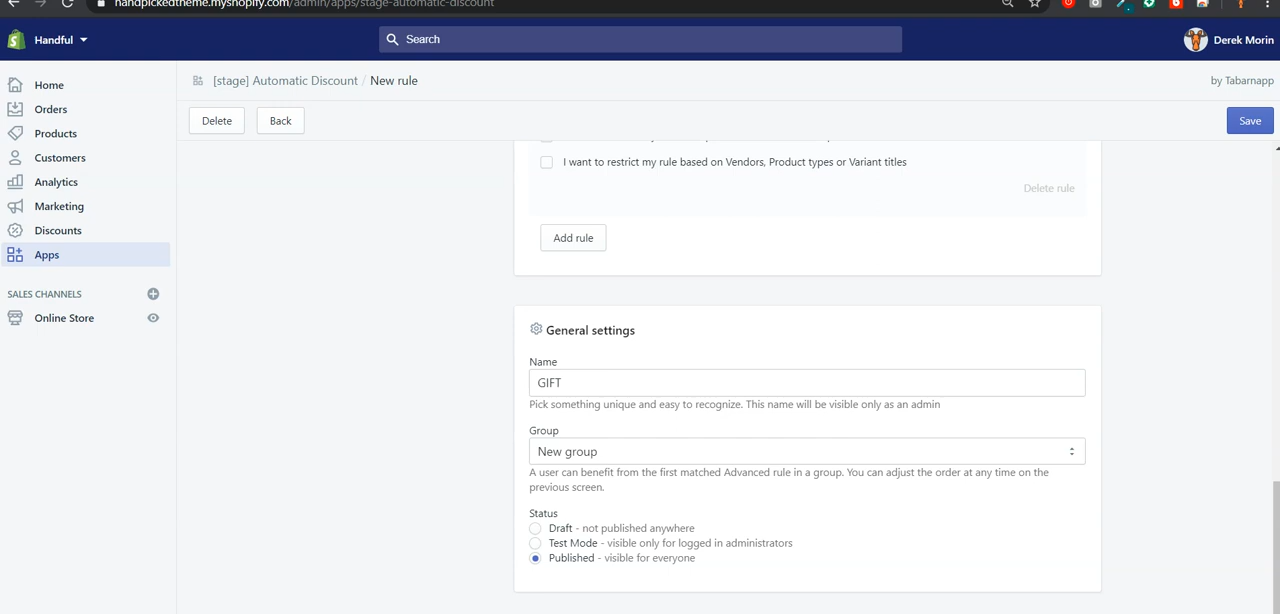 handpickedtheme.myshopify.com/admin/apps/stage-automatic-discount
Handful
Search
Derek Morin
Home
Orders
Products
Customers
Analytics
Marketing
Discounts
Apps
SALES CHANNELS
Online Store
[stage] Automatic Discount / New rule
by Tabarnapp
Delete
Back
Save
I want to restrict my rule based on Vendors, Product types or Variant titles
Delete rule
Add rule
General settings
Name
GIFT
Pick something unique and easy to recognize. This name will be visible only as an admin
Group
New group
A user can benefit from the first matched Advanced rule in a group. You can adjust the order at any time on the
previous screen.
Status
Draft - not published anywhere
Test Mode - visible only for logged in administrators
Published - visible for everyone